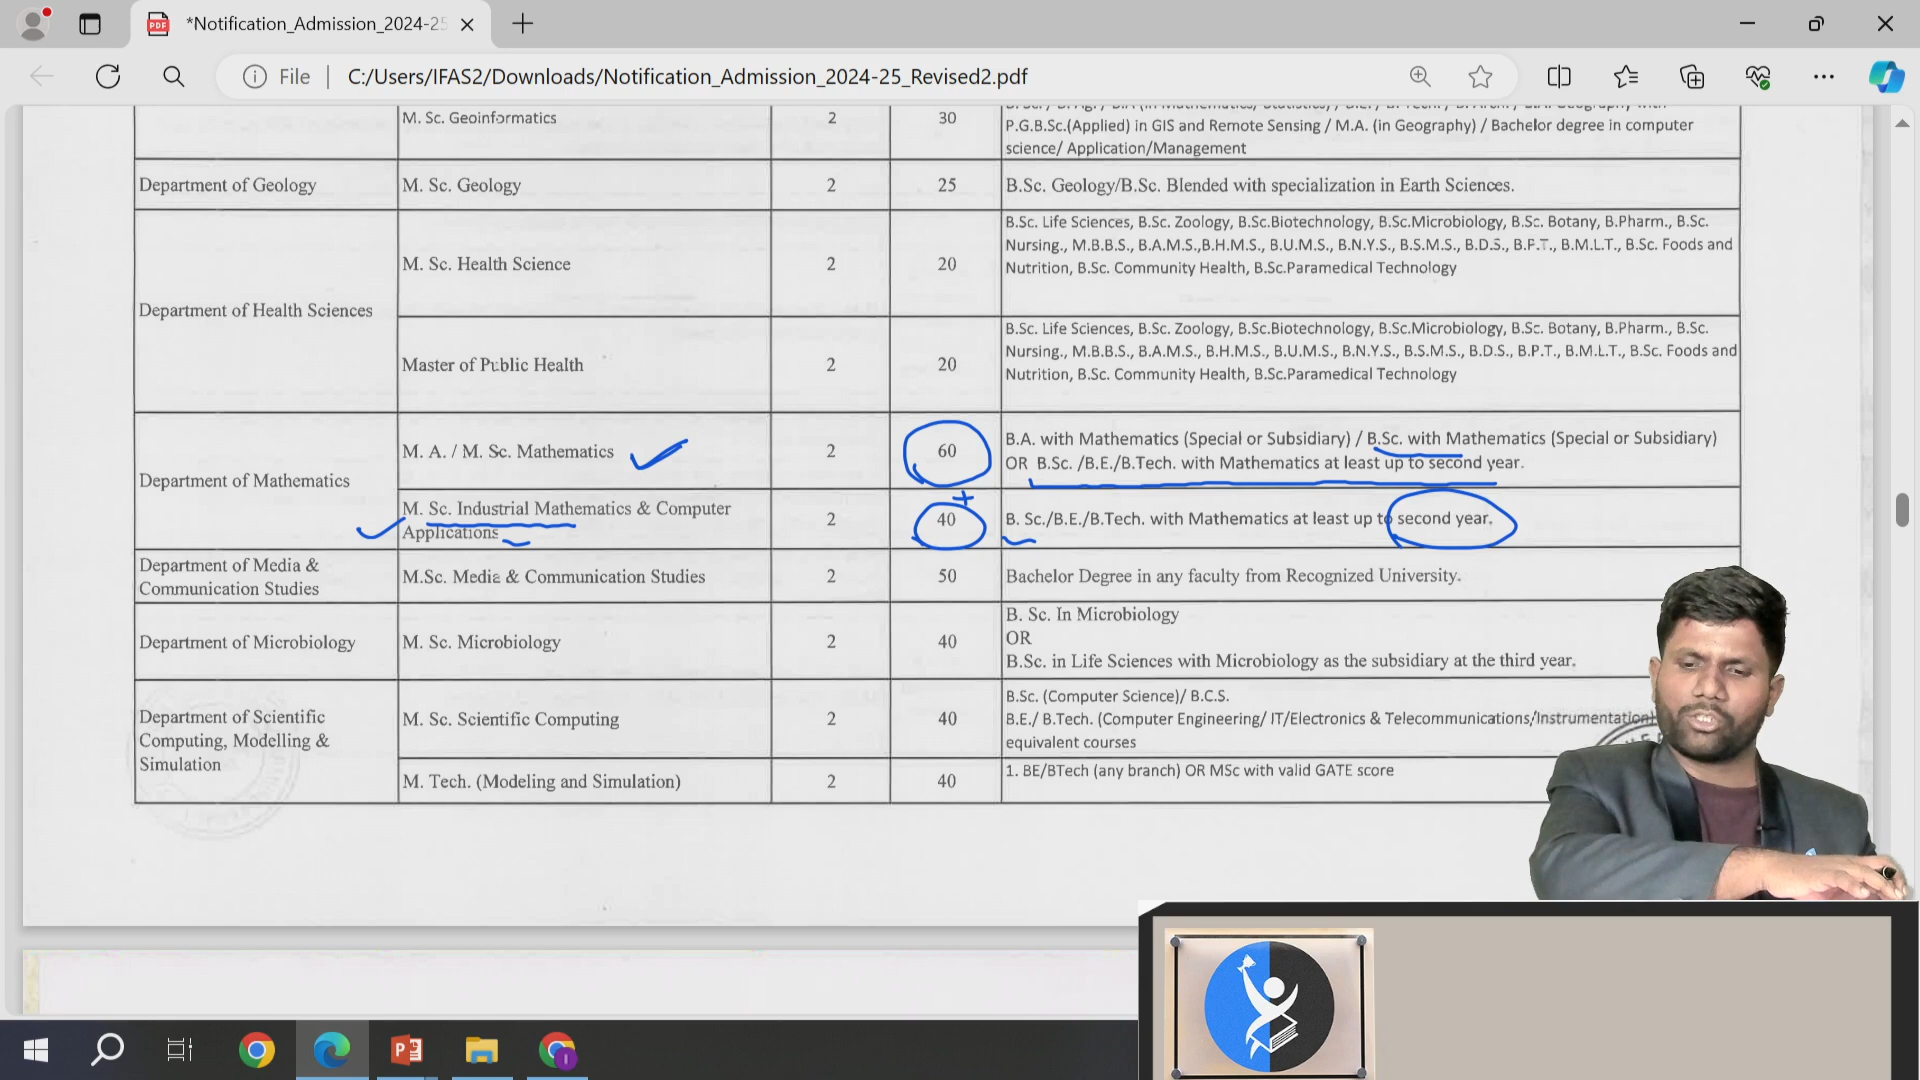 *Notification_Admission_2024-25
File
C:/Users/IFAS2/Downloads/Notification_Admission_2024-25_Revised2.pdf
M. Sc. Geoinformatics 2 30
P.G.B.Sc.(Applied) in GIS and Remote Sensing / M.A. (in Geography) / Bachelor degree in computer
science/ Application/Management
Department of Geology M. Sc. Geology 2 25 B.Sc. Geology/B.Sc. Blended with specialization in Earth Sciences.
Department of Health Sciences
M. Sc. Health Science 2 20
B.Sc. Life Sciences, B.Sc. Zoology, B.Sc.Biotechnology, B.Sc.Microbiology, B.Sc. Botany, B.Pharm., B.Sc.
Nursing., M.B.B.S., B.A.M.S.,B.H.M.S., B.U.M.S., B.N.Y.S., B.S.M.S., B.D.S., B.P.T., B.M.L.T., B.Sc. Foods and
Nutrition, B.Sc. Community Health, B.Sc.Paramedical Technology
Master of Public Health 2 20
B.Sc. Life Sciences, B.Sc. Zoology, B.Sc.Biotechnology, B.Sc.Microbiology, B.Sc. Botany, B.Pharm., B.Sc.
Nursing., M.B.B.S., B.A.M.S., B.H.M.S., B.U.M.S., B.N.Y.S., B.S.M.S., B.D.S., B.P.T., B.M.L.T., B.Sc. Foods and
Nutrition, B.Sc. Community Health, B.Sc.Paramedical Technology
Department of Mathematics
M. A. / M. Sc. Mathematics 2 60
B.A. with Mathematics (Special or Subsidiary) / B.Sc. with Mathematics (Special or Subsidiary)
OR B.Sc. /B.E./B.Tech. with Mathematics at least up to second year.
+
M. Sc. Industrial Mathematics & Computer
Applications
2 40 B. Sc./B.E./B.Tech. with Mathematics at least up to second year.
Department of Media &
Communication Studies
M.Sc. Media & Communication Studies 2 50 Bachelor Degree in any faculty from Recognized University.
Department of Microbiology M. Sc. Microbiology 2 40
B. Sc. In Microbiology
OR
B.Sc. in Life Sciences with Microbiology as the subsidiary at the third year.
Department of Scientific
Computing, Modelling &
Simulation
M. Sc. Scientific Computing 2 40
B.Sc. (Computer Science)/ B.C.S.
B.E./ B.Tech. (Computer Engineering/ IT/Electronics & Telecommunications/Instrumentation)
equivalent courses
M. Tech. (Modeling and Simulation) 2 40 1. BE/BTech (any branch) OR MSc with valid GATE score